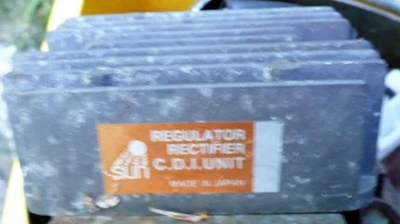 REGULATOR
RECTIFIER
C.D.I. UNIT
sun
MADE IN JAPAN